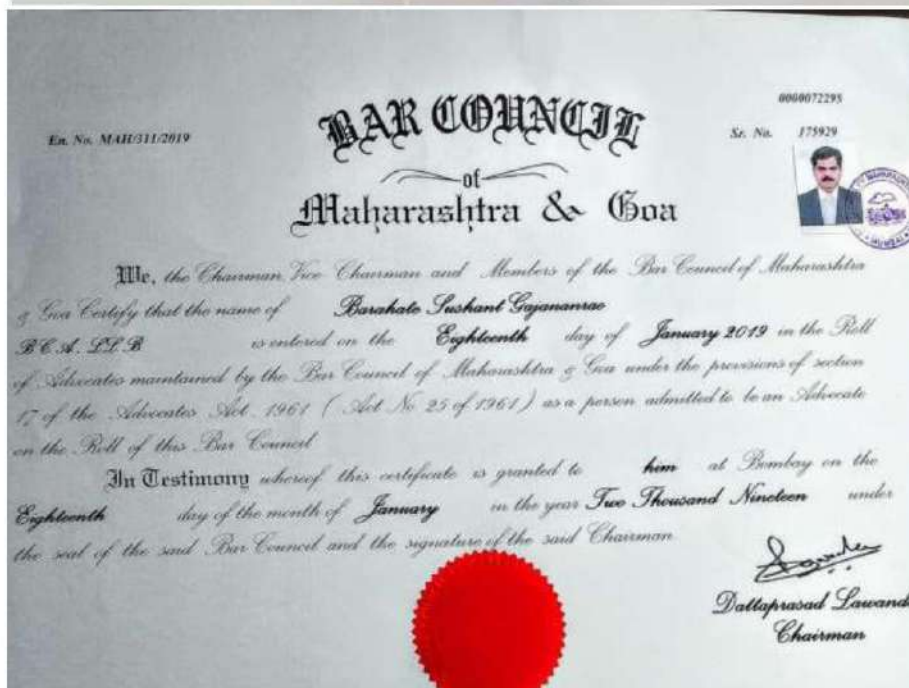 0000072295
En. No. MAH/311/2019
BAR COUNCIL
Sr. No. 175929
of
Maharashtra & Goa
MAHARASHTRA
MUMBAI
We, the Chairman, Vice Chairman and Members of the Bar Council of Maharashtra
& Goa Certify that the name of Barahate Sushant Gajananrao
B.C.A. LL.B is entered on the Eighteenth day of January 2019 in the Roll
of Advocates maintained by the Bar Council of Maharashtra & Goa under the provisions of section
17 of the Advocates Act. 1961 ( Act No 25 of 1961 ) as a person admitted to be an Advocate
on the Roll of this Bar Council
In Testimony whereof this certificate is granted to him at Bombay on the
Eighteenth day of the month of January in the year Two Thousand Nineteen under
the seal of the said Bar Council and the signature of the said Chairman
Dattaprasad Lawand
Chairman